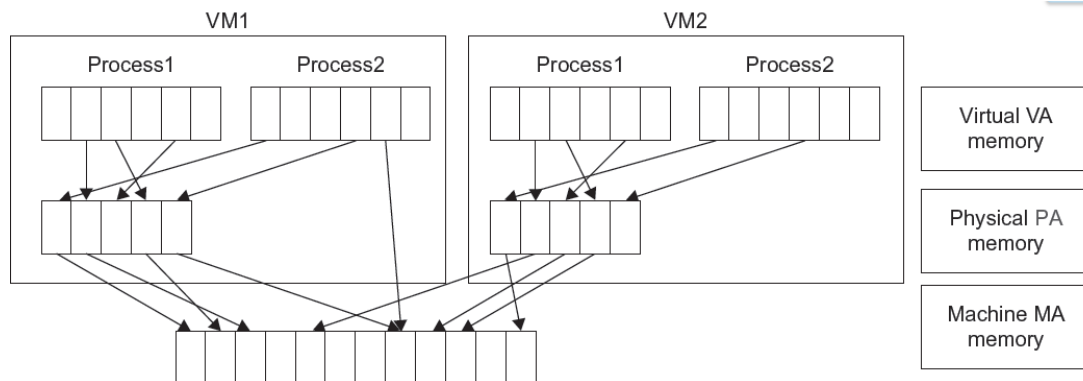 VM1
VM2
Process1
Process2
Process1
Process2
Virtual VA
memory
Physical PA
memory
Machine MA
memory